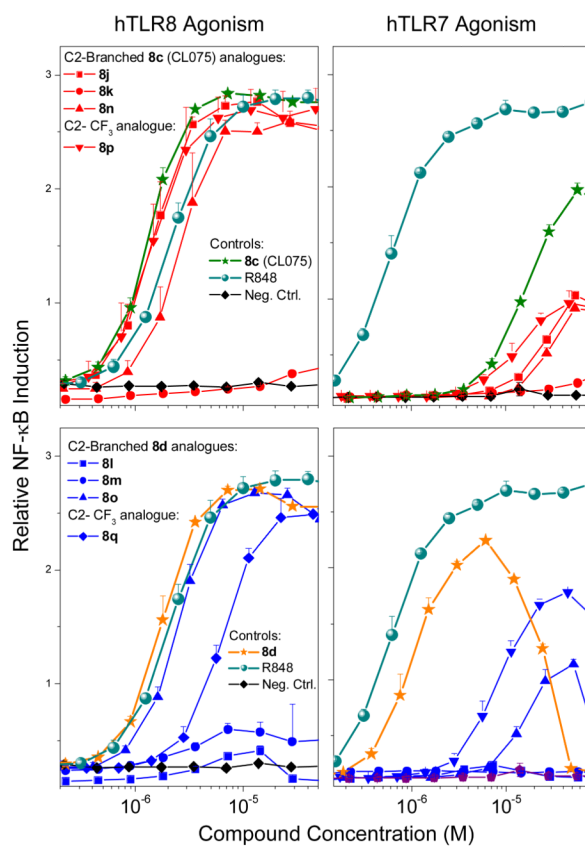 hTLR8 Agonism
hTLR7 Agonism
Relative NF-κB Induction
3
2
1
C2-Branched 8c (CL075) analogues:
8j
8k
8n
C2- CF3 analogue:
8p
Controls:
8c (CL075)
R848
Neg. Ctrl.
3
2
1
C2-Branched 8d analogues:
8l
8m
8o
C2- CF3 analogue:
8q
Controls:
8d
R848
Neg. Ctrl.
10-6
10-5
10-6
10-5
Compound Concentration (M)